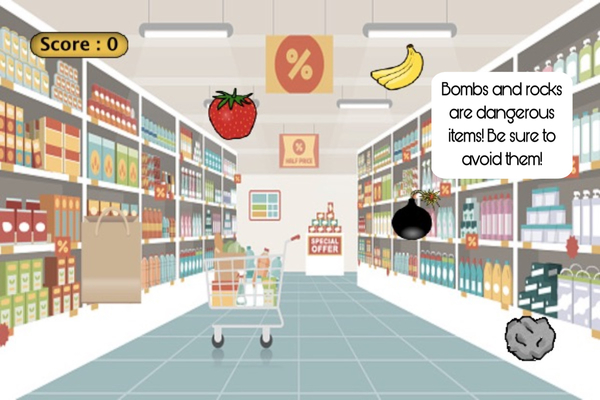 Score : 0
%
Bombs and rocks
are dangerous
items! Be sure to
avoid them!
%
HALF PRICE
%
%
SPECIAL
OFFER
%
%